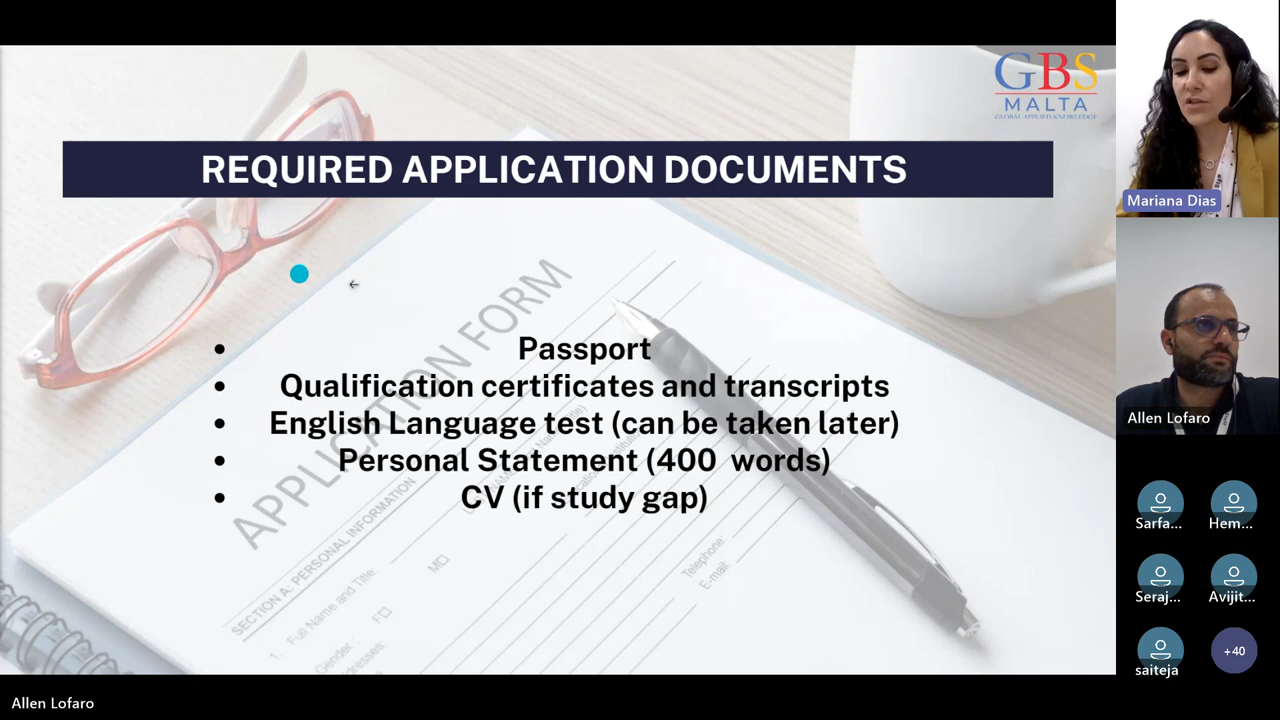 GBS
MALTA
GLOBAL APPLIED KNOWLEDGE
REQUIRED APPLICATION DOCUMENTS
• Passport
• Qualification certificates and transcripts
• English Language test (can be taken later)
• Personal Statement (400 words)
• CV (if study gap)
APPLICATION FORM
SECTION A: PERSONAL INFORMATION
1. Full Name and Title:
M
Gender:
F
Telephone:
E-mail:
Mariana Dias
Allen Lofaro
Sarfa...
Hem...
Seraj...
Avijit...
saiteja
+40
Allen Lofaro